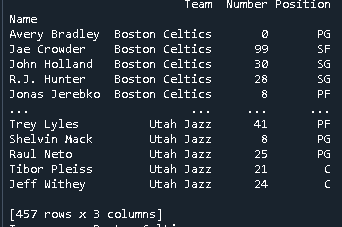 Team Number Position
Name
Avery Bradley Boston Celtics 0 PG
Jae Crowder Boston Celtics 99 SF
John Holland Boston Celtics 30 SG
R.J. Hunter Boston Celtics 28 SG
Jonas Jerebko Boston Celtics 8 PF
... ... ... ...
Trey Lyles Utah Jazz 41 PF
Shelvin Mack Utah Jazz 8 PG
Raul Neto Utah Jazz 25 PG
Tibor Pleiss Utah Jazz 21 C
Jeff Withey Utah Jazz 24 C
[457 rows x 3 columns]